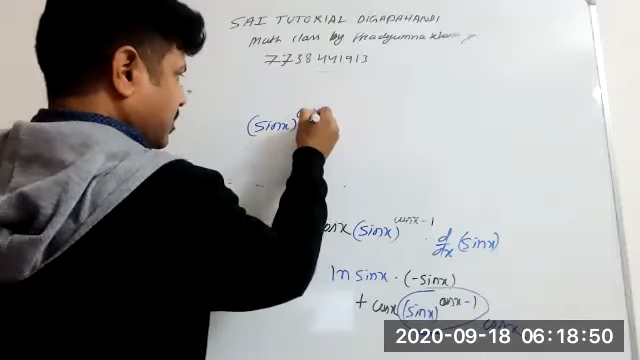 SAI TUTORIAL DIGAPAHANDI
Math class by Pradyumna
7738441913
(sinx)
cosx (sinx)^cosx-1 · d/dx (sinx)
ln sinx · (-sinx)
+ cosx (sinx)^cosx-1
cosx
2020-09-18 06:18:50